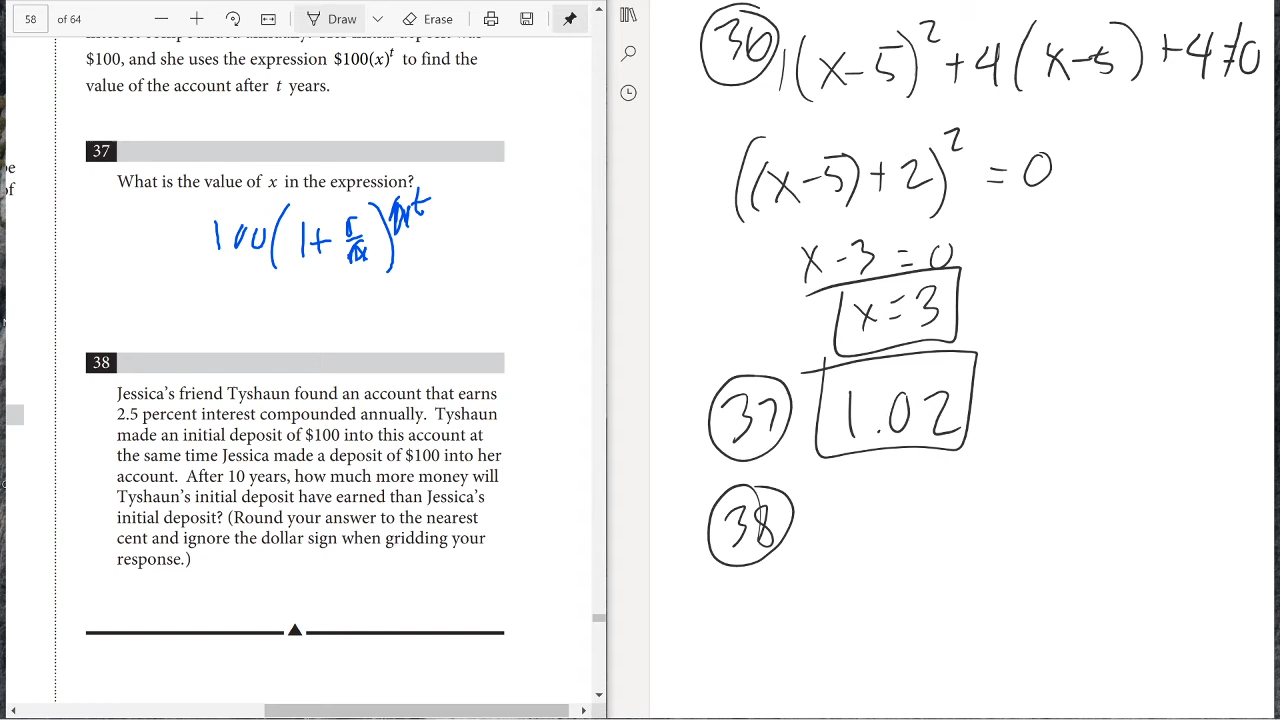 58 of 64 Draw Erase
$100, and she uses the expression $100(x)^t to find the
value of the account after t years.
37
What is the value of x in the expression?
100(1+
38
Jessica's friend Tyshaun found an account that earns
2.5 percent interest compounded annually. Tyshaun
made an initial deposit of $100 into this account at
the same time Jessica made a deposit of $100 into her
account. After 10 years, how much more money will
Tyshaun's initial deposit have earned than Jessica's
initial deposit? (Round your answer to the nearest
cent and ignore the dollar sign when gridding your
response.)
36 1(x-5)^2+4(x-5)+4≠0
((x-5)+2)^2=0
x-3=0
x=3
37 1.02
38